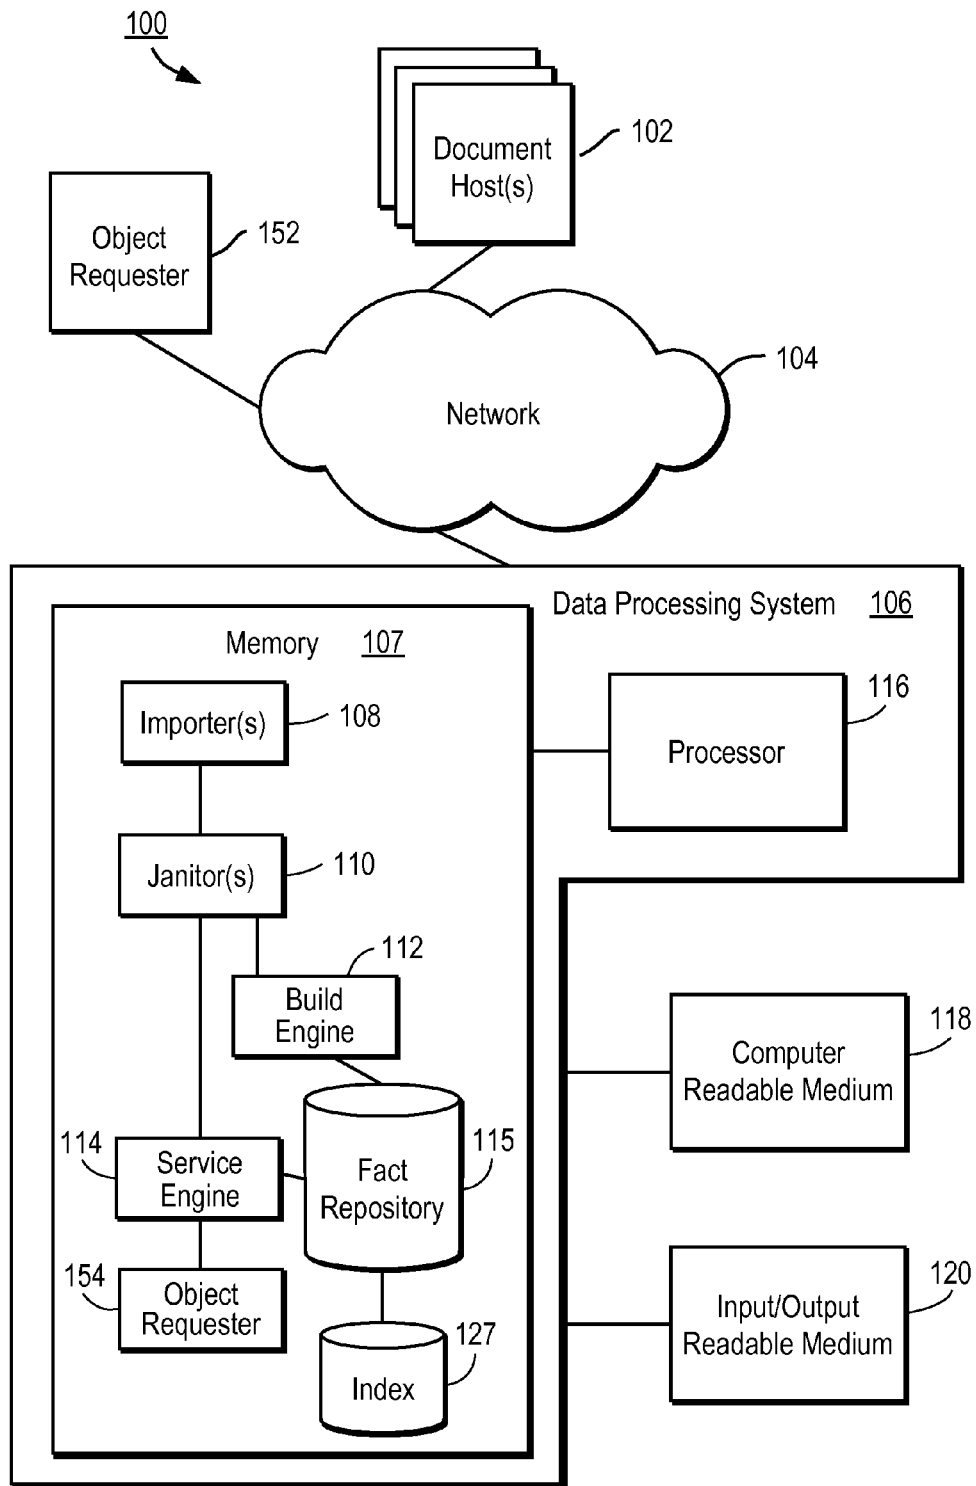 100
Document
Host(s)
102
Object
Requester
152
104
Network
Data Processing System 106
Memory 107
116
Importer(s)
108
Processor
Janitor(s)
110
112
Build
Engine
118
Computer
Readable Medium
114
Service
Engine
115
Fact
Repository
154
Object
Requester
120
Input/Output
Readable Medium
127
Index